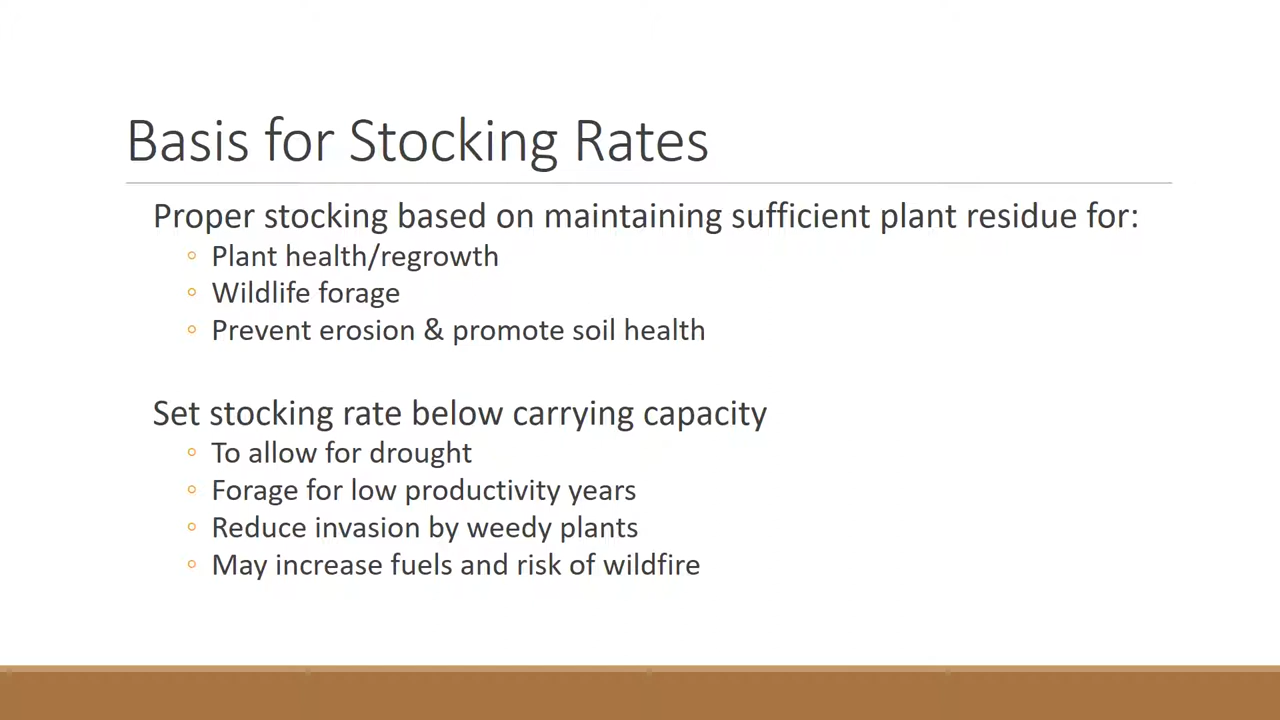 Basis for Stocking Rates
Proper stocking based on maintaining sufficient plant residue for:
◦ Plant health/regrowth
◦ Wildlife forage
◦ Prevent erosion & promote soil health
Set stocking rate below carrying capacity
◦ To allow for drought
◦ Forage for low productivity years
◦ Reduce invasion by weedy plants
◦ May increase fuels and risk of wildfire